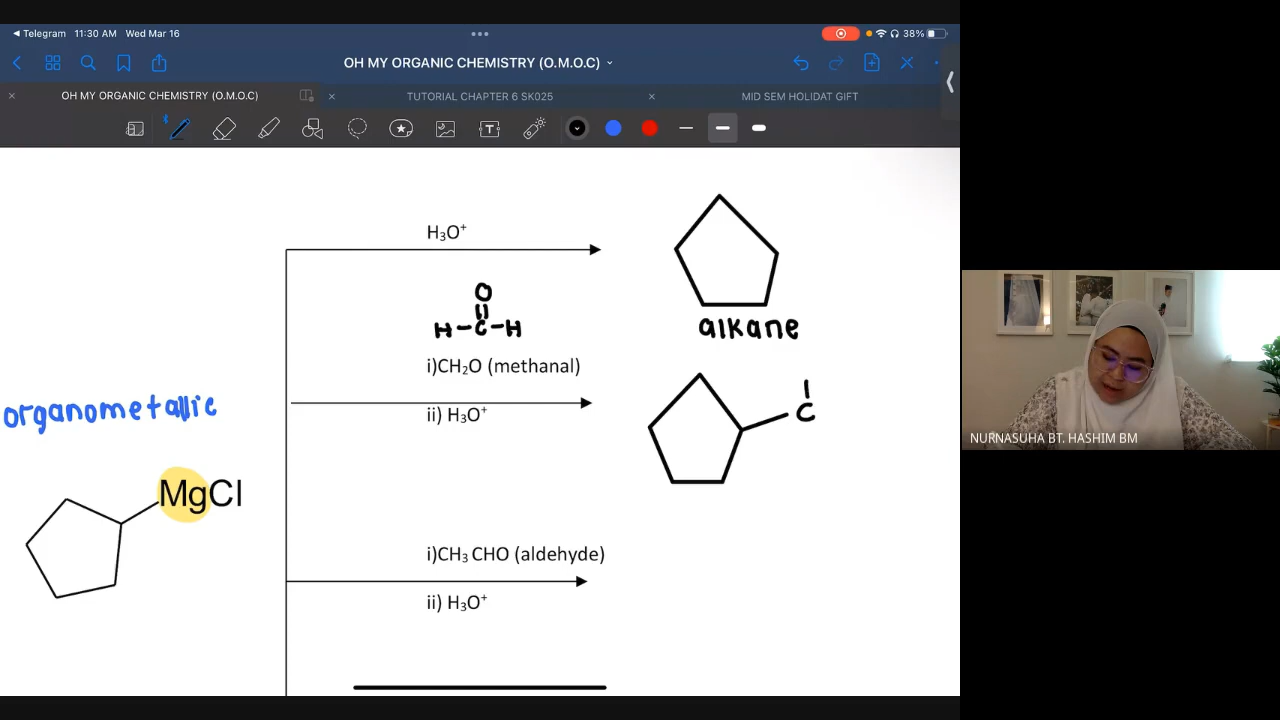 Telegram 11:30 AM Wed Mar 16
38%
OH MY ORGANIC CHEMISTRY (O.M.O.C)
OH MY ORGANIC CHEMISTRY (O.M.O.C)
TUTORIAL CHAPTER 6 SK025
MID SEM HOLIDAT GIFT
H₃O⁺
O
H-C-H
alkane
i)CH₂O (methanal)
ii) H₃O⁺
C
organometallic
MgCl
i)CH₃ CHO (aldehyde)
ii) H₃O⁺
NURNASUHA BT. HASHIM BM